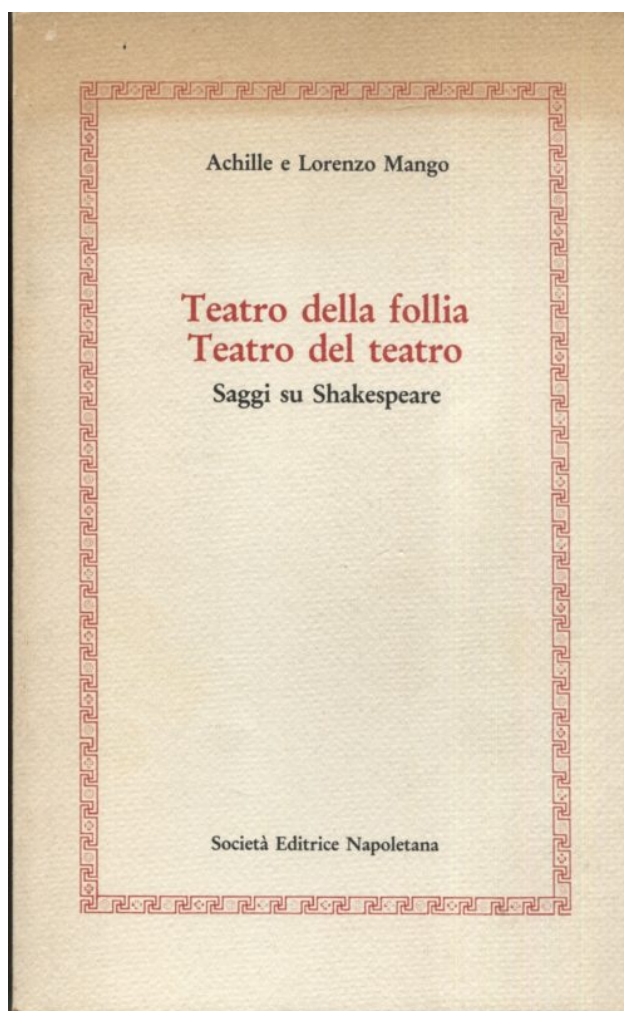 Achille e Lorenzo Mango
Teatro della follia
Teatro del teatro
Saggi su Shakespeare
Società Editrice Napoletana